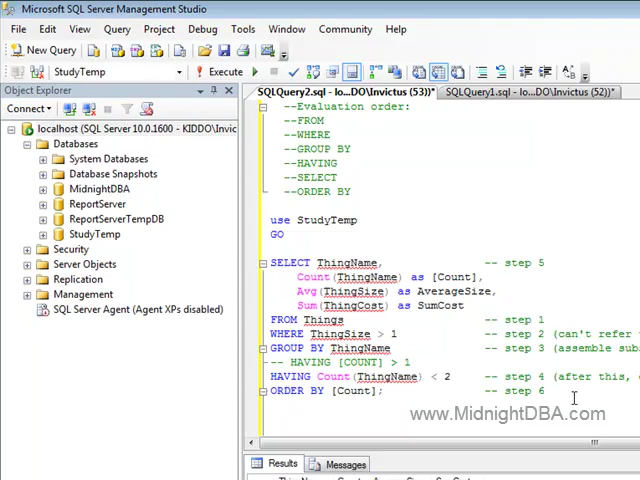 Microsoft SQL Server Management Studio
File Edit View Query Project Debug Tools Window Community Help
New Query
StudyTemp Execute
Object Explorer
SQLQuery2.sql - lo...DO\Invictus (53))* SQLQuery1.sql - lo...DO\Invictus (52))*
Connect
localhost (SQL Server 10.0.1600 - KIDDO\Invic
Databases
System Databases
Database Snapshots
MidnightDBA
ReportServer
ReportServerTempDB
StudyTemp
Security
Server Objects
Replication
Management
SQL Server Agent (Agent XPs disabled)
--Evaluation order:
--FROM
--WHERE
--GROUP BY
--HAVING
--SELECT
--ORDER BY
use StudyTemp
GO
SELECT ThingName, -- step 5
Count(ThingName) as [Count],
Avg(ThingSize) as AverageSize,
Sum(ThingCost) as SumCost
FROM Things -- step 1
WHERE ThingSize > 1 -- step 2 (can't refer
GROUP BY ThingName -- step 3 (assemble sub
--- HAVING [COUNT] > 1
HAVING Count(ThingName) < 2 -- step 4 (after this,
ORDER BY [Count]; -- step 6
www.MidnightDBA.com
Results Messages